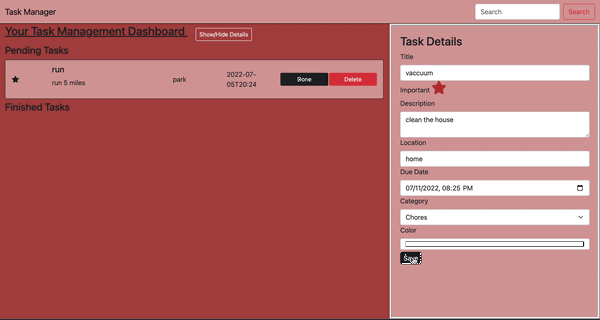 Task Manager
Search
Search
Your Task Management Dashboard
Show/Hide Details
Pending Tasks
run
run 5 miles
park
2022-07-
05T20:24
Done
Delete
Finished Tasks
Task Details
Title
vaccuum
Important
Description
clean the house
Location
home
Due Date
07/11/2022, 08:25 PM
Category
Chores
Color
Save